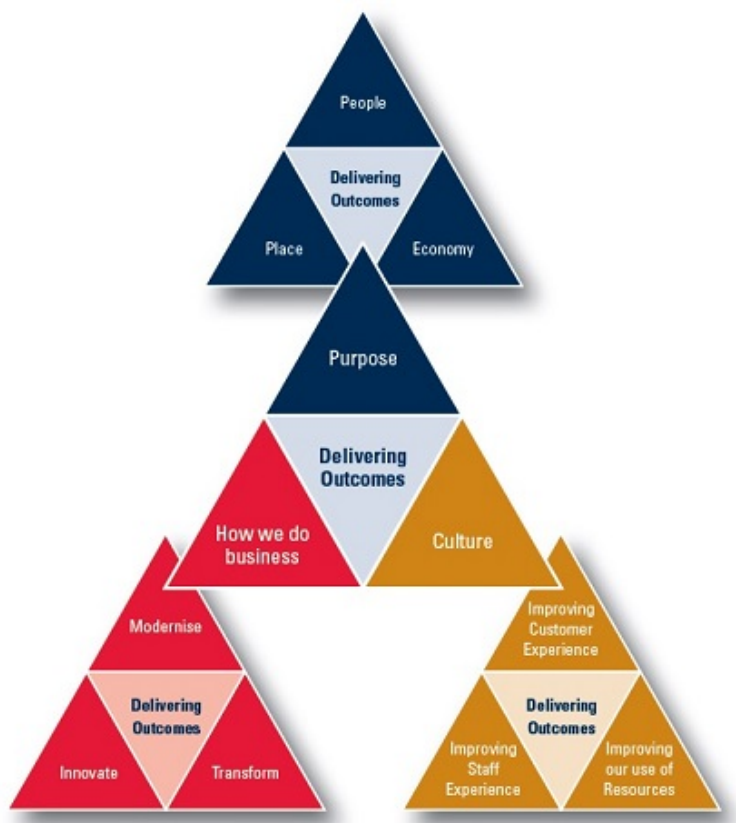 People
Delivering
Outcomes
Place
Economy
Purpose
Delivering
Outcomes
How we do
business
Culture
Modernise
Delivering
Outcomes
Innovate
Transform
Improving
Customer
Experience
Delivering
Outcomes
Improving
Staff
Experience
Improving
our use of
Resources